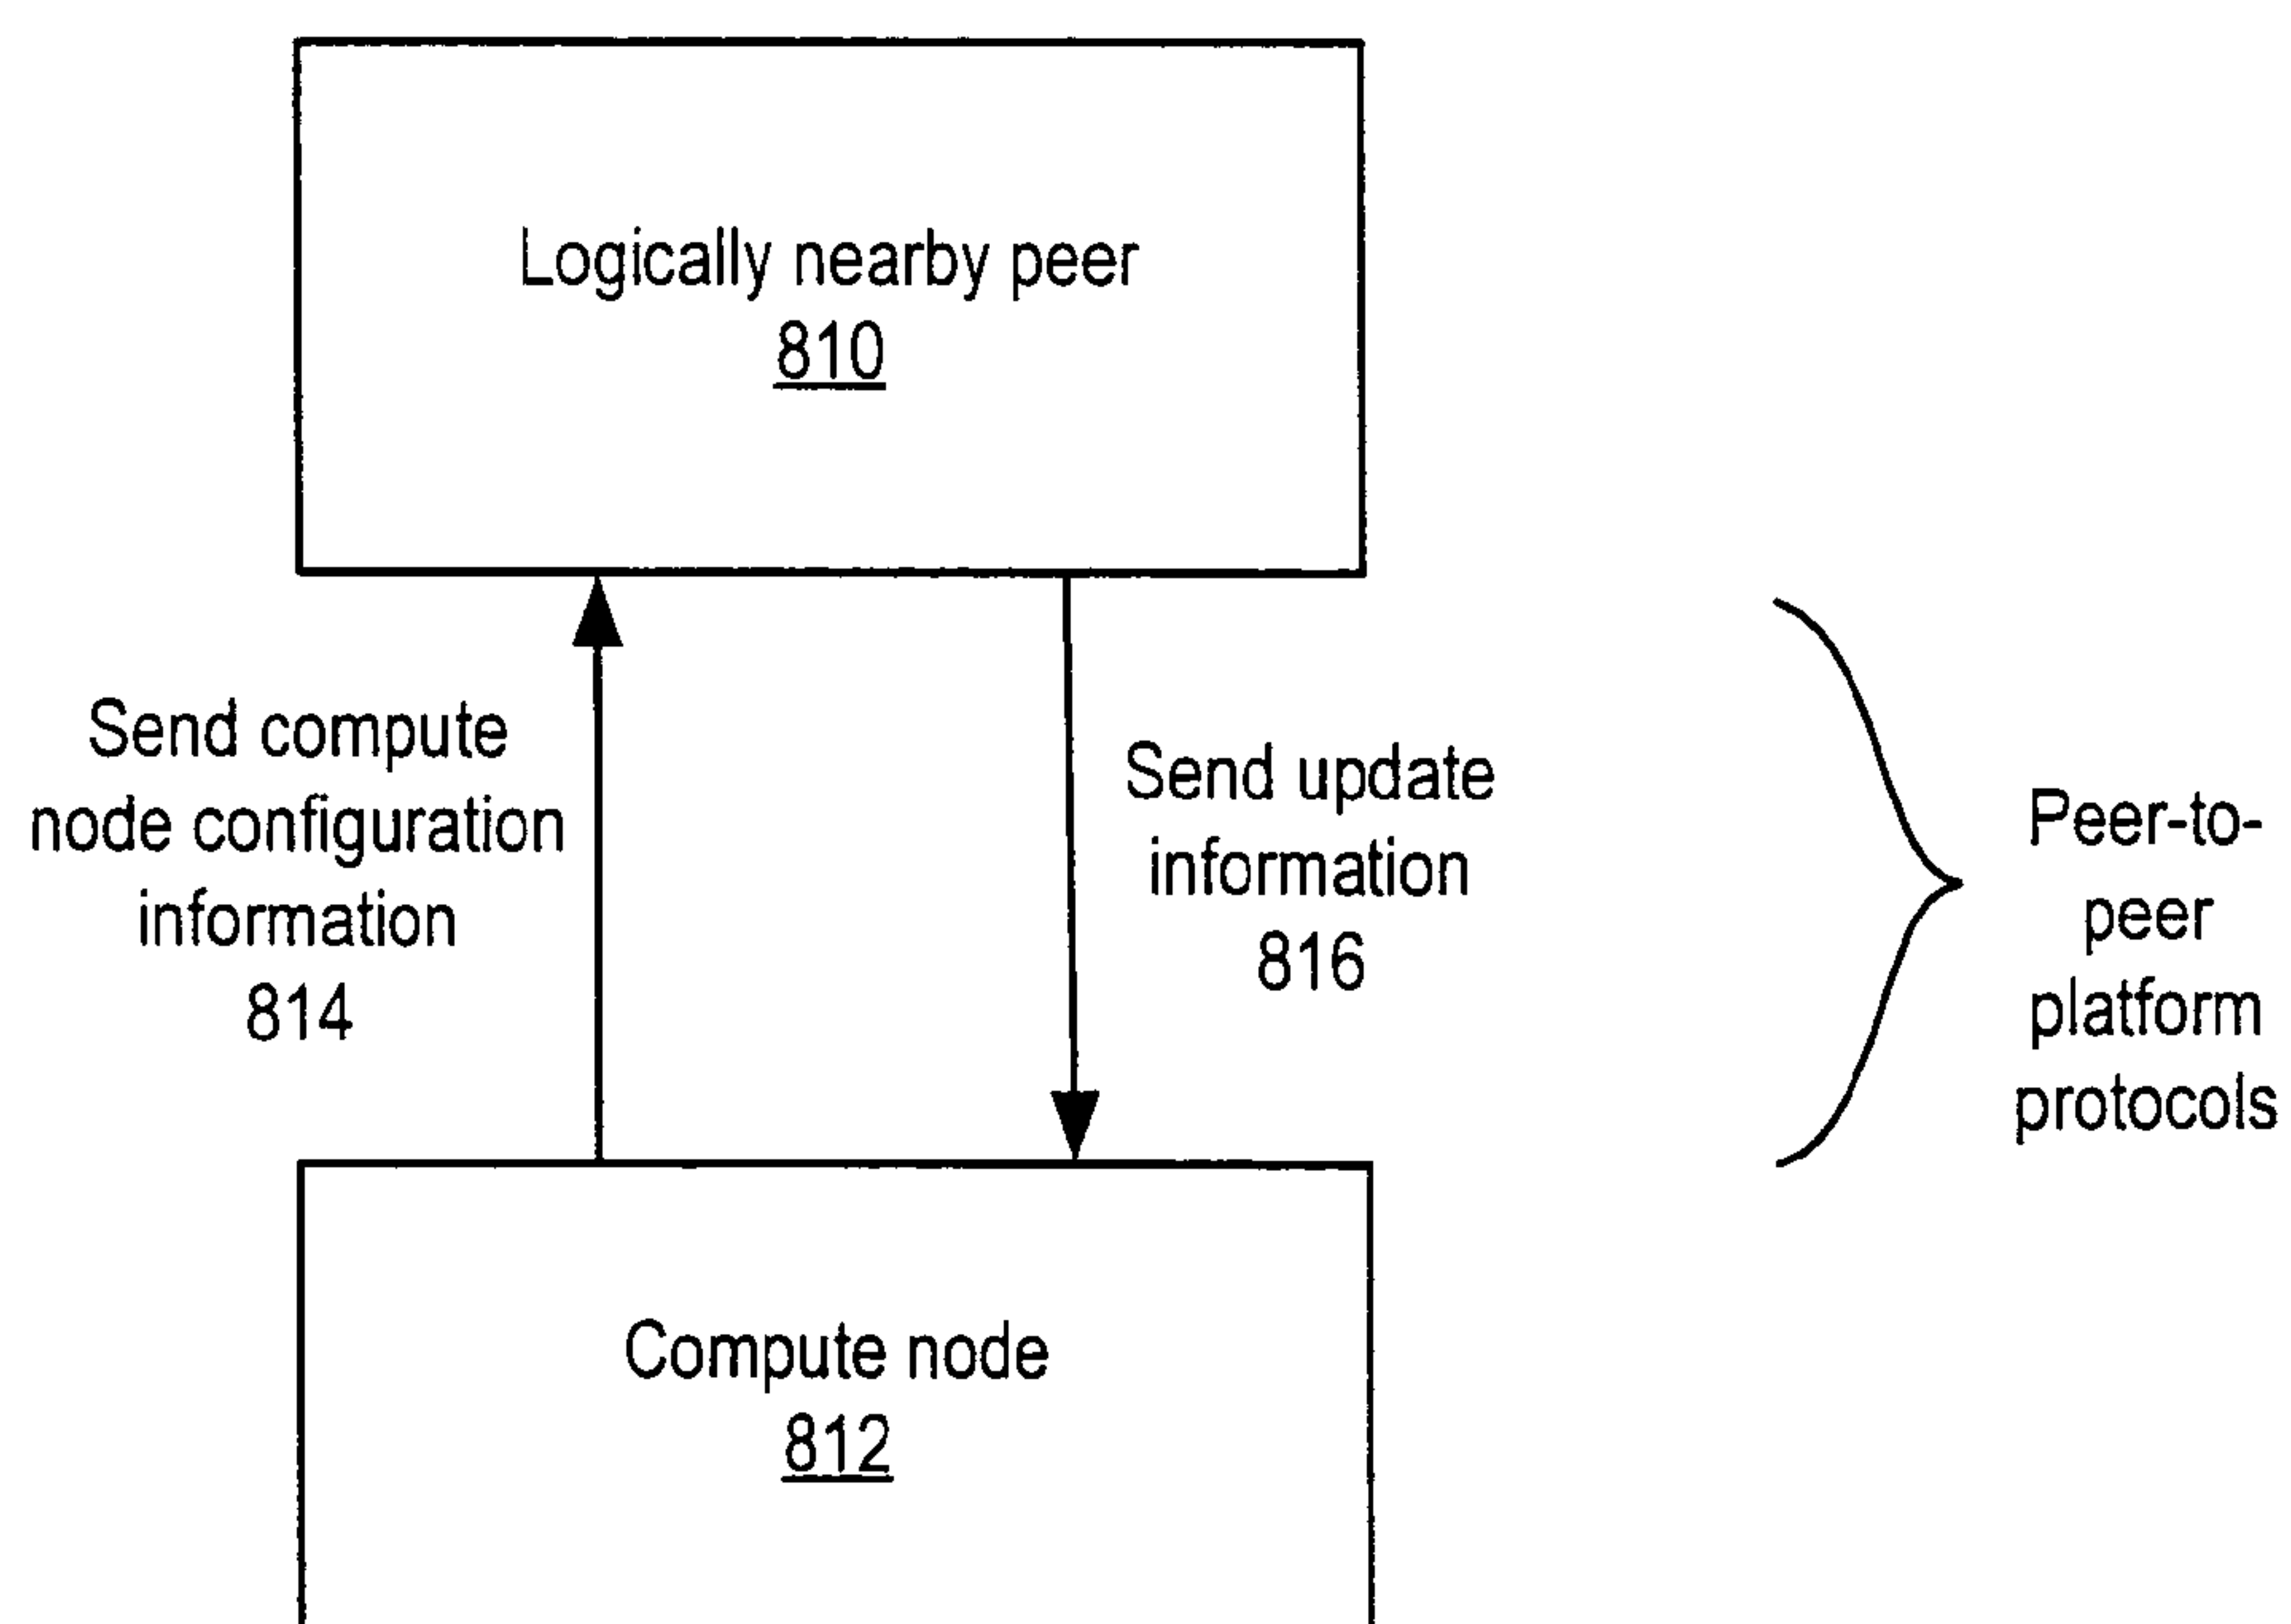 Logically nearby peer
810
Send compute
node configuration
information
814
Send update
information
816
Peer-to-
peer
platform
protocols
Compute node
812